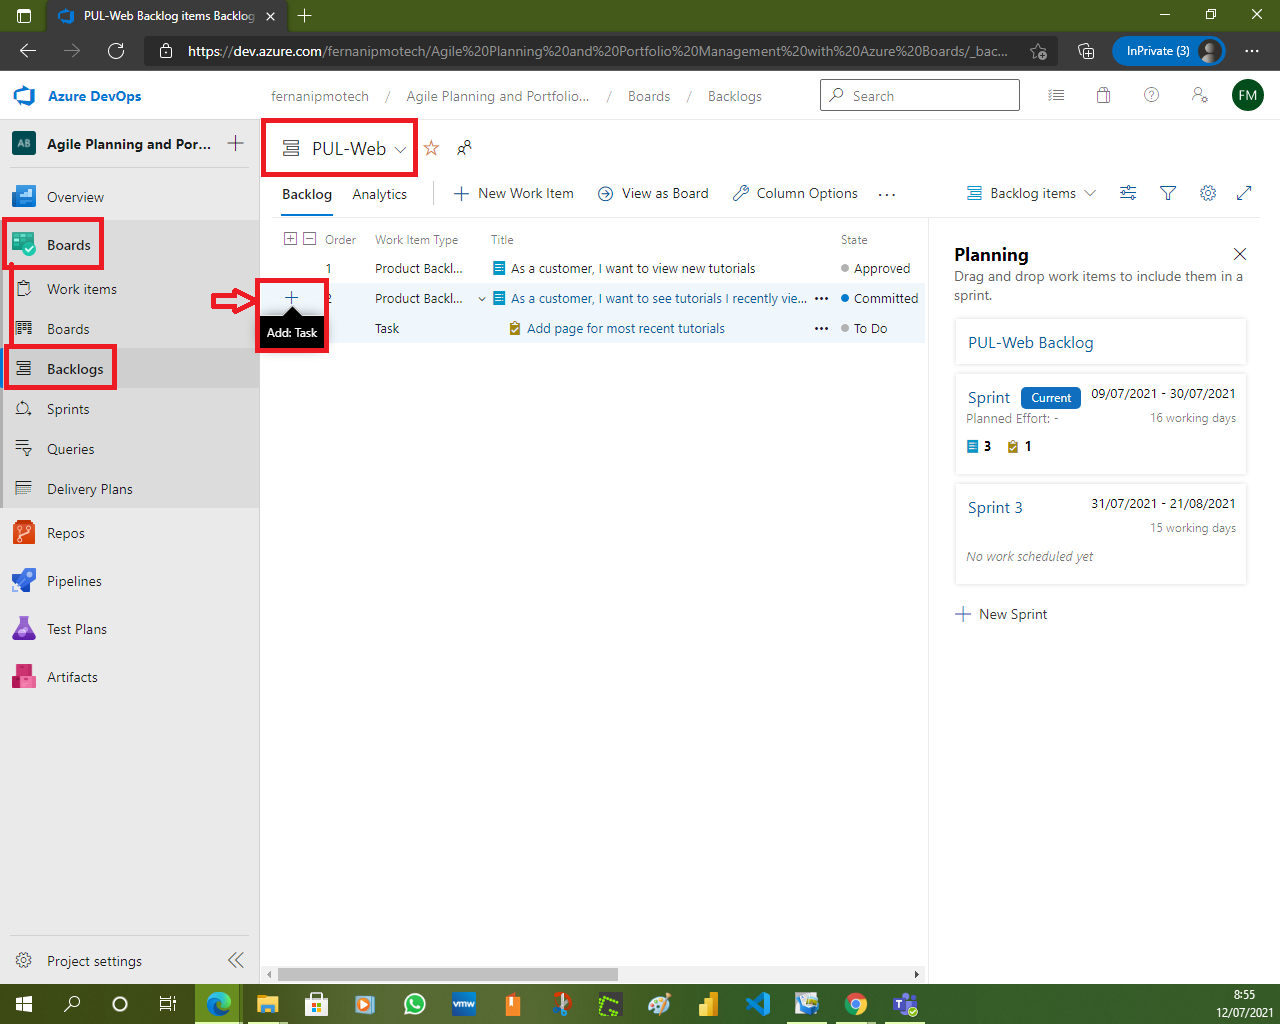 PUL-Web Backlog items Backlog
https://dev.azure.com/fernanipmotech/Agile%20Planning%20and%20Portfolio%20Management%20with%20Azure%20Boards/_bac...
InPrivate (3)
Azure DevOps
fernanipmotech / Agile Planning and Portfolio... / Boards / Backlogs
Search
FM
AB
Agile Planning and Por...
PUL-Web
Overview
Boards
Work items
Boards
Backlogs
Sprints
Queries
Delivery Plans
Repos
Pipelines
Test Plans
Artifacts
Project settings
Backlog Analytics
New Work Item
View as Board
Column Options
Backlog items
Order Work Item Type Title State
1 Product Backl... As a customer, I want to view new tutorials Approved
2 Product Backl... As a customer, I want to see tutorials I recently vie... Committed
Add: Task
Task Add page for most recent tutorials To Do
Planning
Drag and drop work items to include them in a
sprint.
PUL-Web Backlog
Sprint Current 09/07/2021 - 30/07/2021
Planned Effort: - 16 working days
3 1
Sprint 3 31/07/2021 - 21/08/2021
15 working days
No work scheduled yet
New Sprint
vmw
8:55
12/07/2021